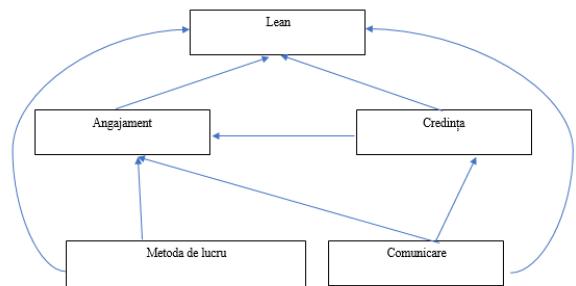 Lean
Angajament
Credința
Metoda de lucru
Comunicare